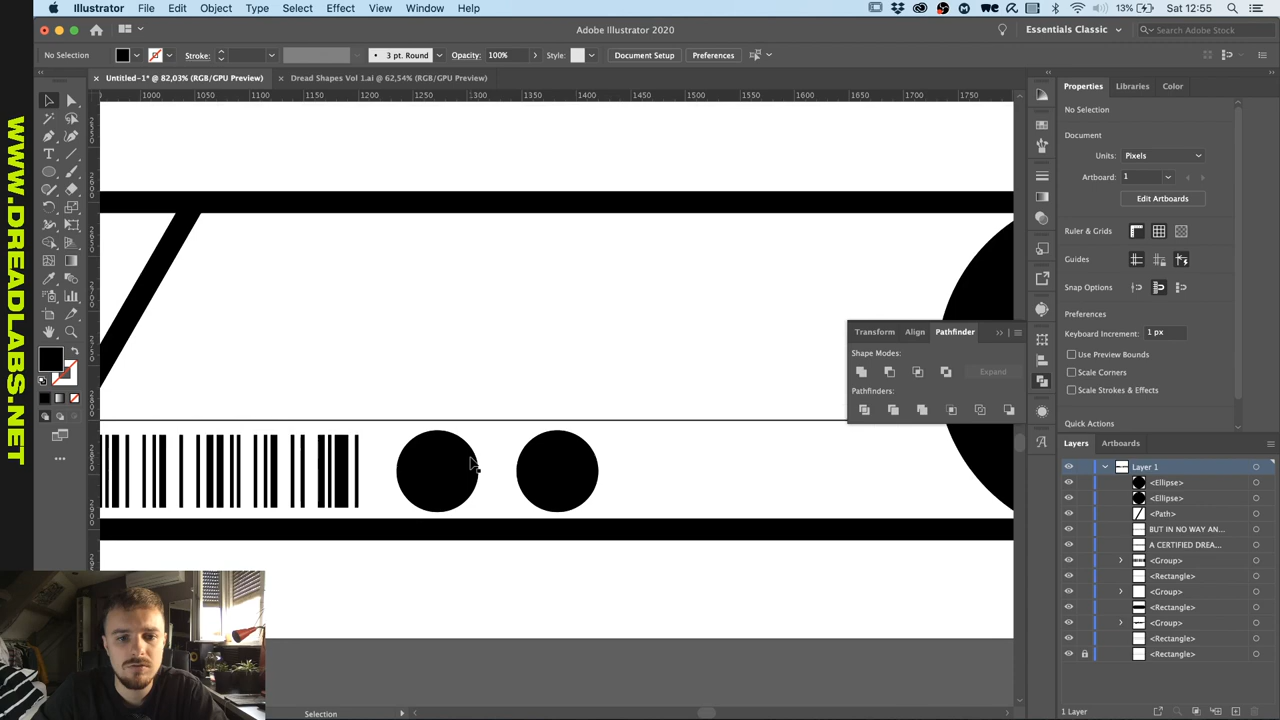 Illustrator File Edit Object Type Select Effect View Window Help
13% Sat 12:55
Adobe Illustrator 2020
Essentials Classic
Search Adobe Stock
No Selection
Stroke:
3 pt. Round
Opacity: 100%
Style:
Document Setup
Preferences
× Untitled-1* @ 82,03% (RGB/GPU Preview)
× Dread Shapes Vol 1.ai @ 62,54% (RGB/GPU Preview)
1000 1050 1100 1150 1200 1250 1300 1350 1400 1450 1500 1550 1600 1650 1700 1750
WWW.DREADLABS.NET
Properties Libraries Color
No Selection
Document
Units: Pixels
Artboard: 1
Edit Artboards
Ruler & Grids
Guides
Snap Options
Preferences
Keyboard Increment: 1 px
Use Preview Bounds
Scale Corners
Scale Strokes & Effects
Quick Actions
Transform Align Pathfinder
Shape Modes:
Expand
Pathfinders:
Layers Artboards
Layer 1
<Ellipse>
<Ellipse>
<Path>
BUT IN NO WAY AN...
A CERTIFIED DREA...
<Group>
<Rectangle>
<Group>
<Rectangle>
<Group>
<Rectangle>
<Rectangle>
1 Layer
Selection